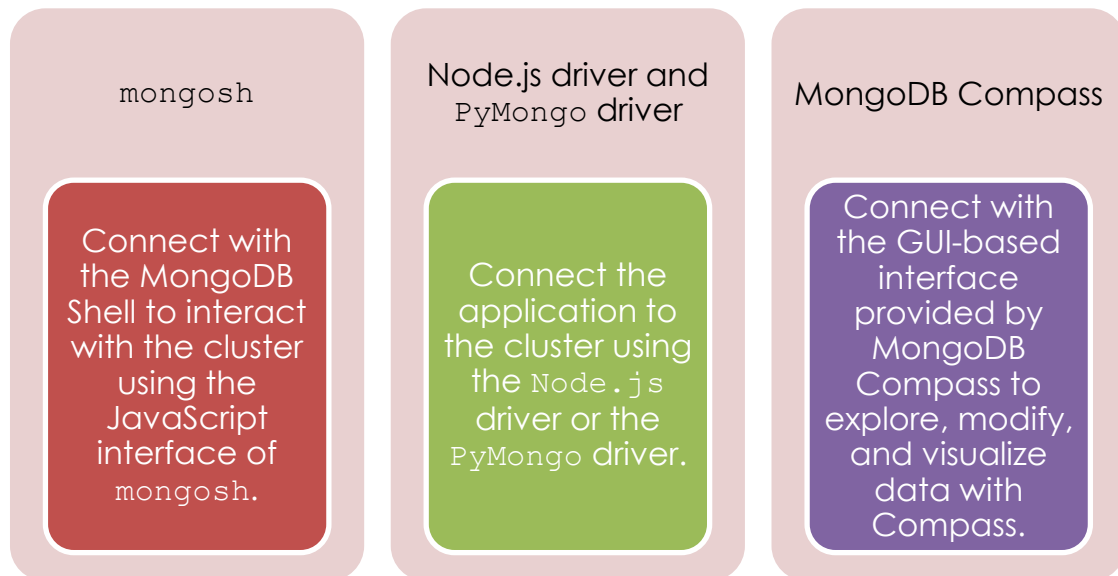 mongosh
Connect with
the MongoDB
Shell to interact
with the cluster
using the
JavaScript
interface of
mongosh.
Node.js driver and
PyMongo driver
Connect the
application to
the cluster using
the Node.js
driver or the
PyMongo driver.
MongoDB Compass
Connect with
the GUI-based
interface
provided by
MongoDB
Compass to
explore, modify,
and visualize
data with
Compass.